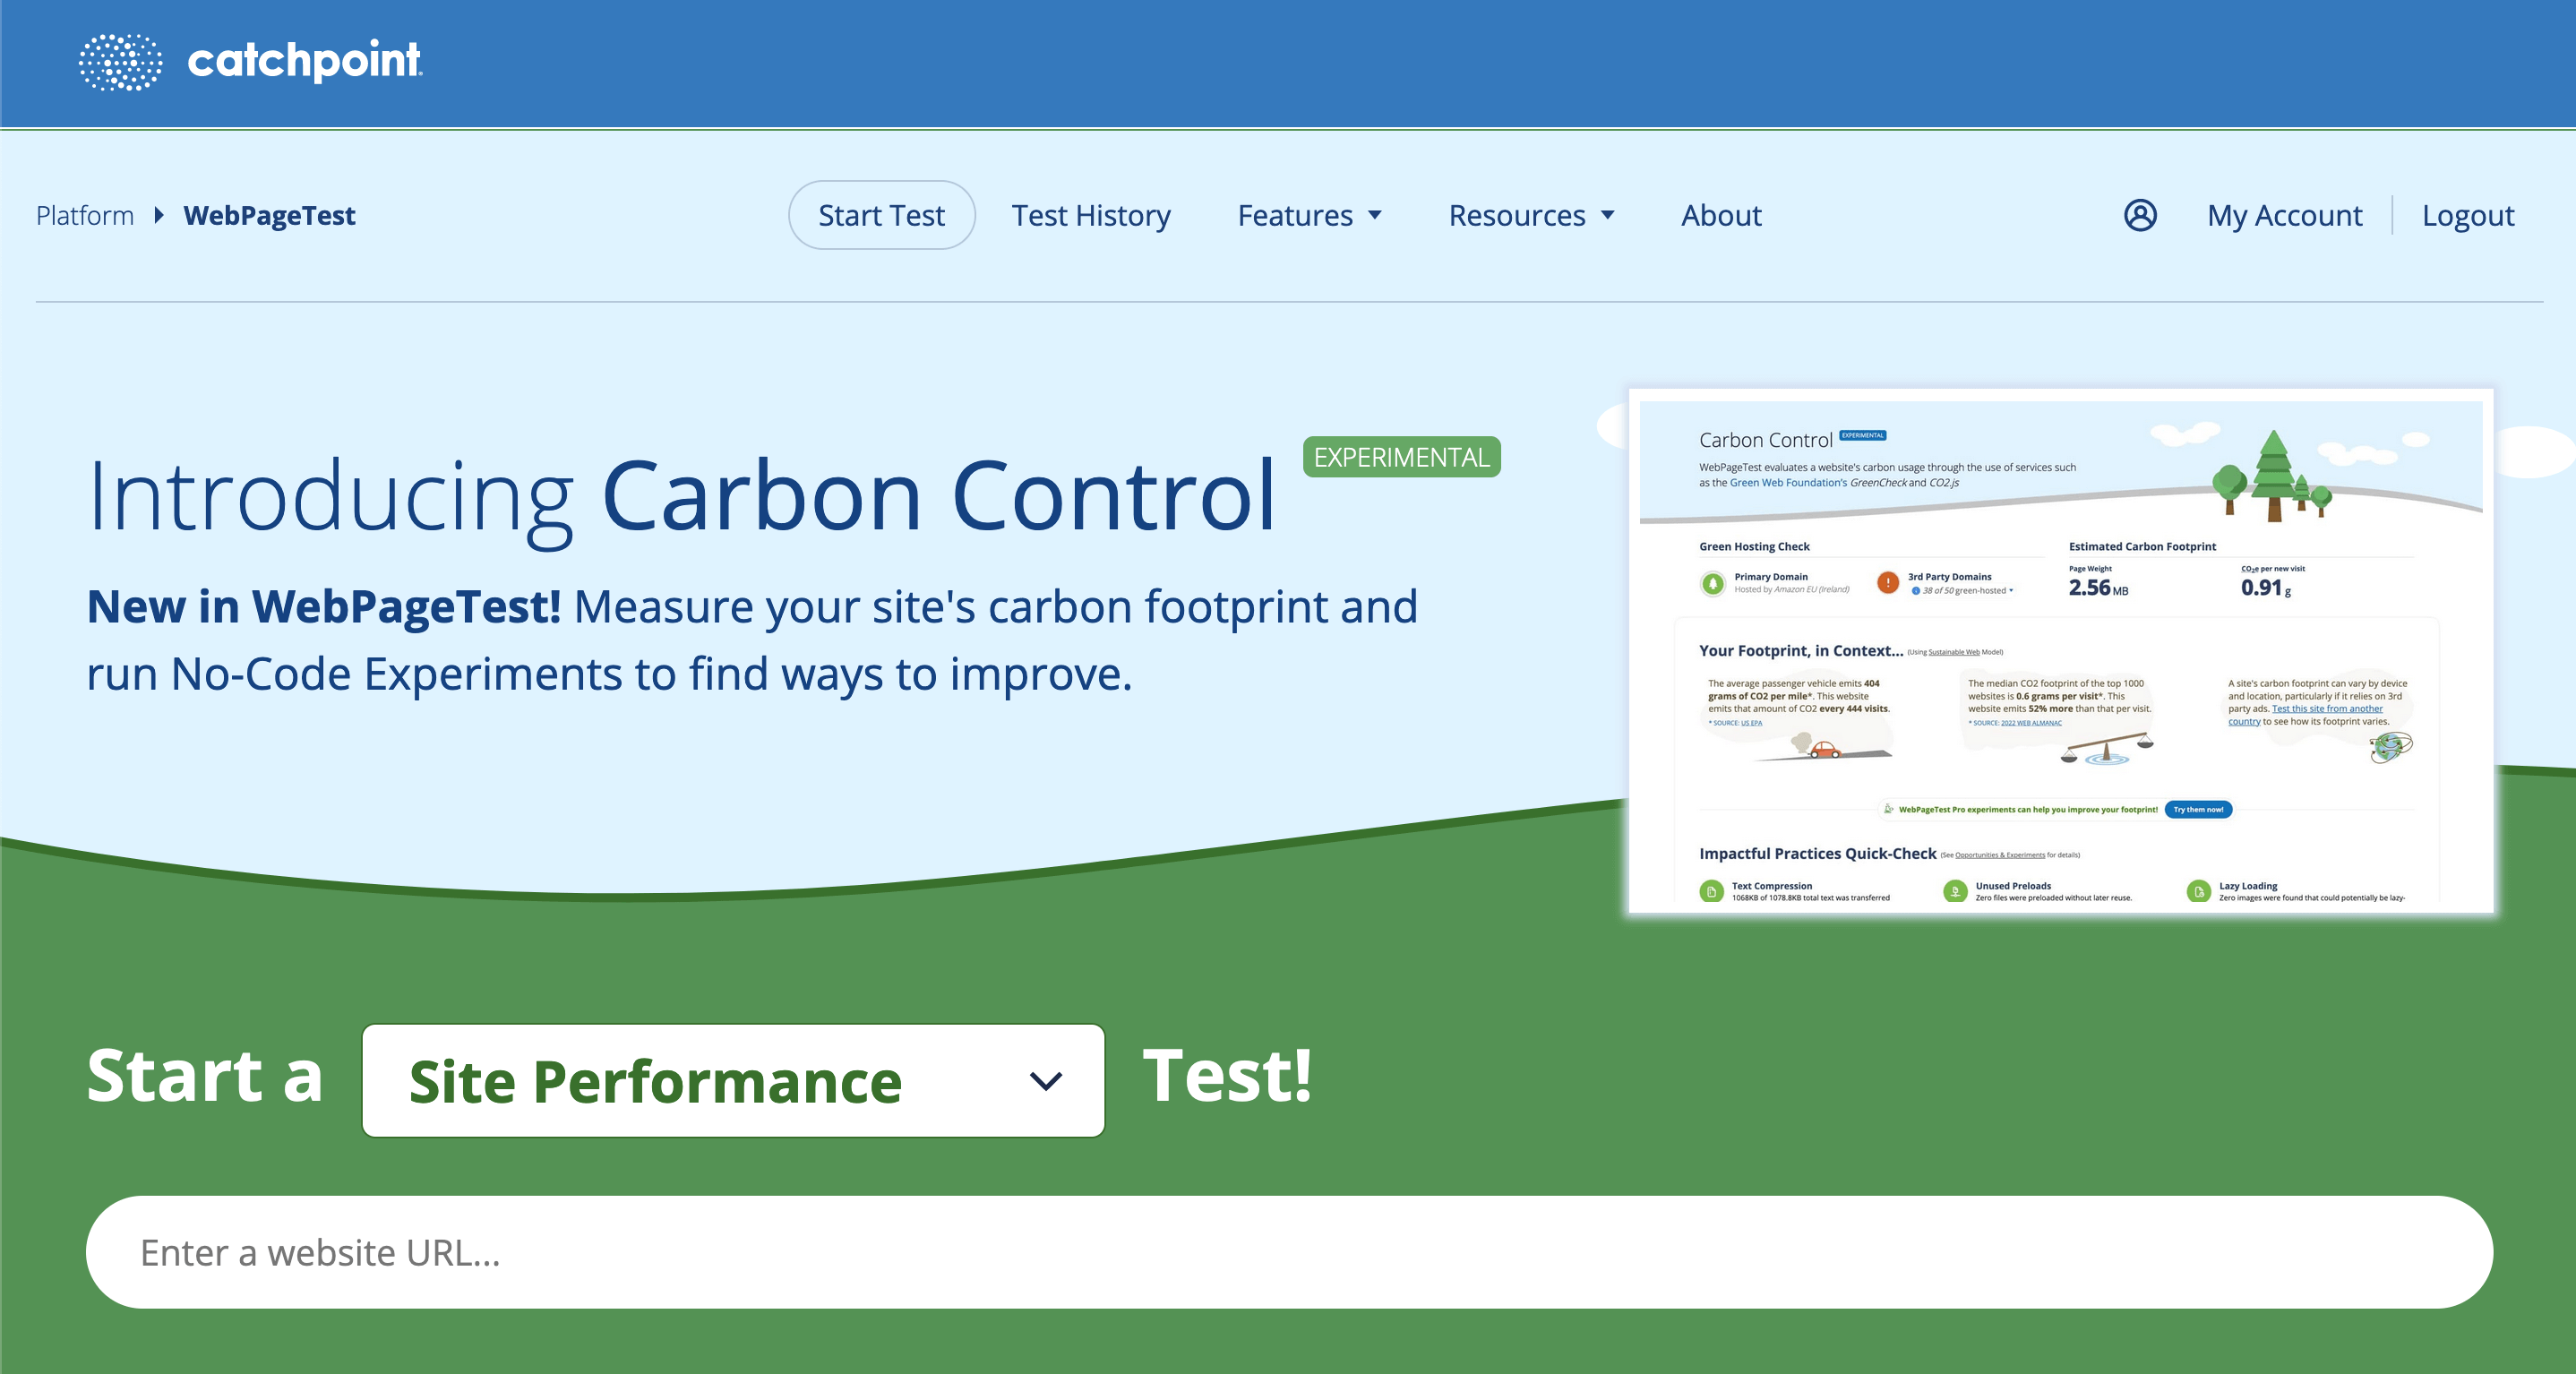 catchpoint
Platform WebPageTest
Start Test Test History Features Resources About
My Account Logout
Introducing Carbon Control EXPERIMENTAL
New in WebPageTest! Measure your site's carbon footprint and
run No-Code Experiments to find ways to improve.
Carbon Control EXPERIMENTAL
WebPageTest evaluates a website's carbon usage through the use of services such
as the Green Web Foundation's GreenCheck and CO2.js
Green Hosting Check
Primary Domain
Hosted by Amazon EU (Ireland)
3rd Party Domains
38 of 50 green-hosted
Estimated Carbon Footprint
Page Weight
2.56 MB
CO₂e per new visit
0.91 g
Your Footprint, in Context... (Using Sustainable Web Model)
The average passenger vehicle emits 404
grams of CO2 per mile*. This website
emits that amount of CO2 every 444 visits.
* SOURCE: US EPA
The median CO2 footprint of the top 1000
websites is 0.6 grams per visit*. This
website emits 52% more than that per visit.
* SOURCE: 2022 WEB ALMANAC
A site's carbon footprint can vary by device
and location, particularly if it relies on 3rd
party ads. Test this site from another
country to see how its footprint varies.
WebPageTest Pro experiments can help you improve your footprint! Try them now!
Impactful Practices Quick-Check (See Opportunities & Experiments for details)
Text Compression
1068KB of 1078.8KB total text was transferred
Unused Preloads
Zero files were preloaded without later reuse.
Lazy Loading
Zero images were found that could potentially be lazy-
Start a Site Performance Test!
Enter a website URL...